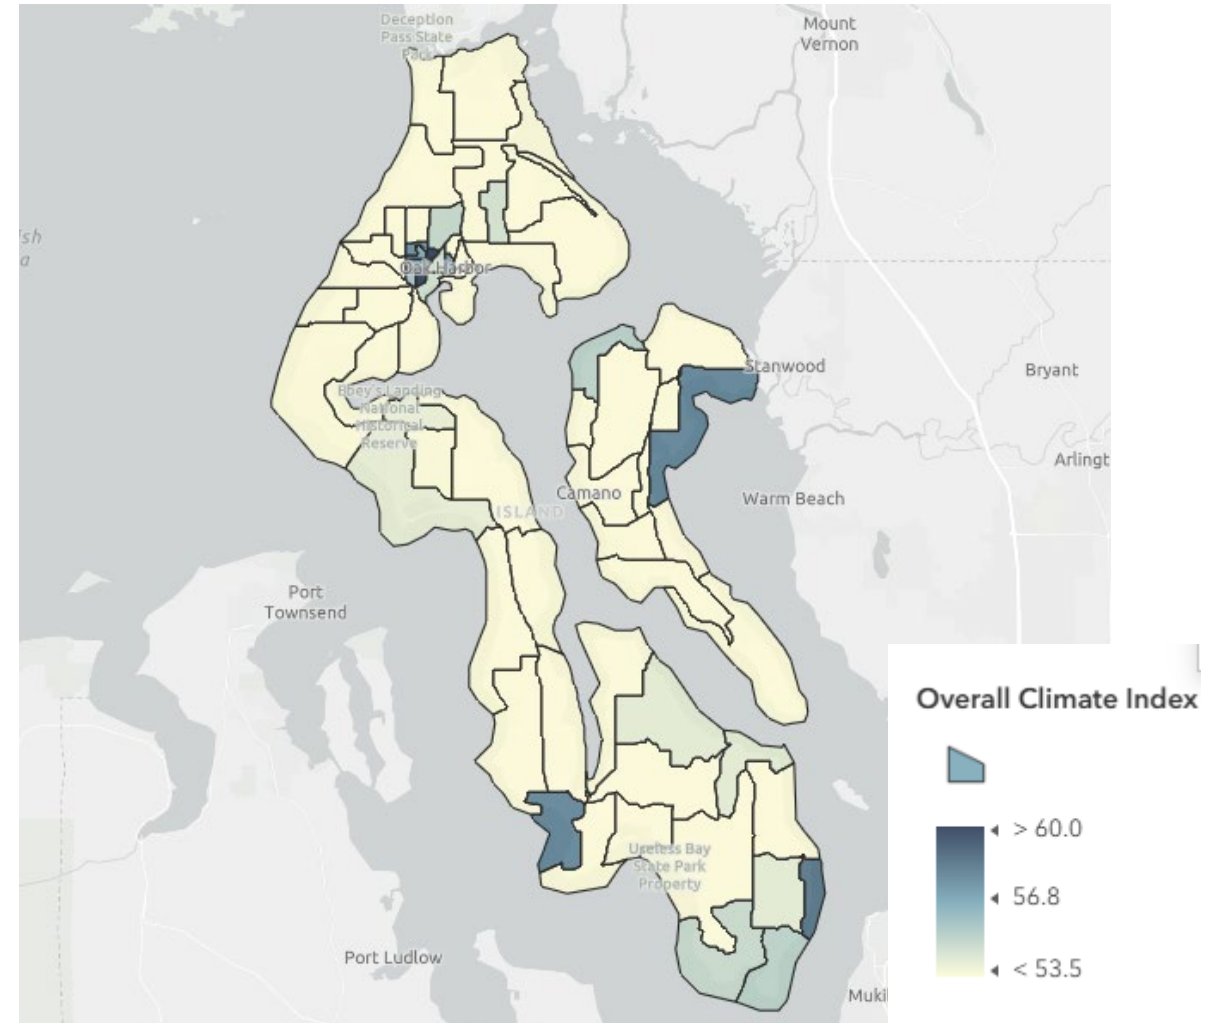 Deception
Pass State
Park
Mount
Vernon
ish
a
Oak Harbor
Stanwood
Bryant
Ebey's Landing
National
Historical
Reserve
Arlingt
Camano
Warm Beach
ISLAND
Port
Townsend
Useless Bay
State Park
Property
Port Ludlow
Muki
Overall Climate Index
> 60.0
56.8
< 53.5